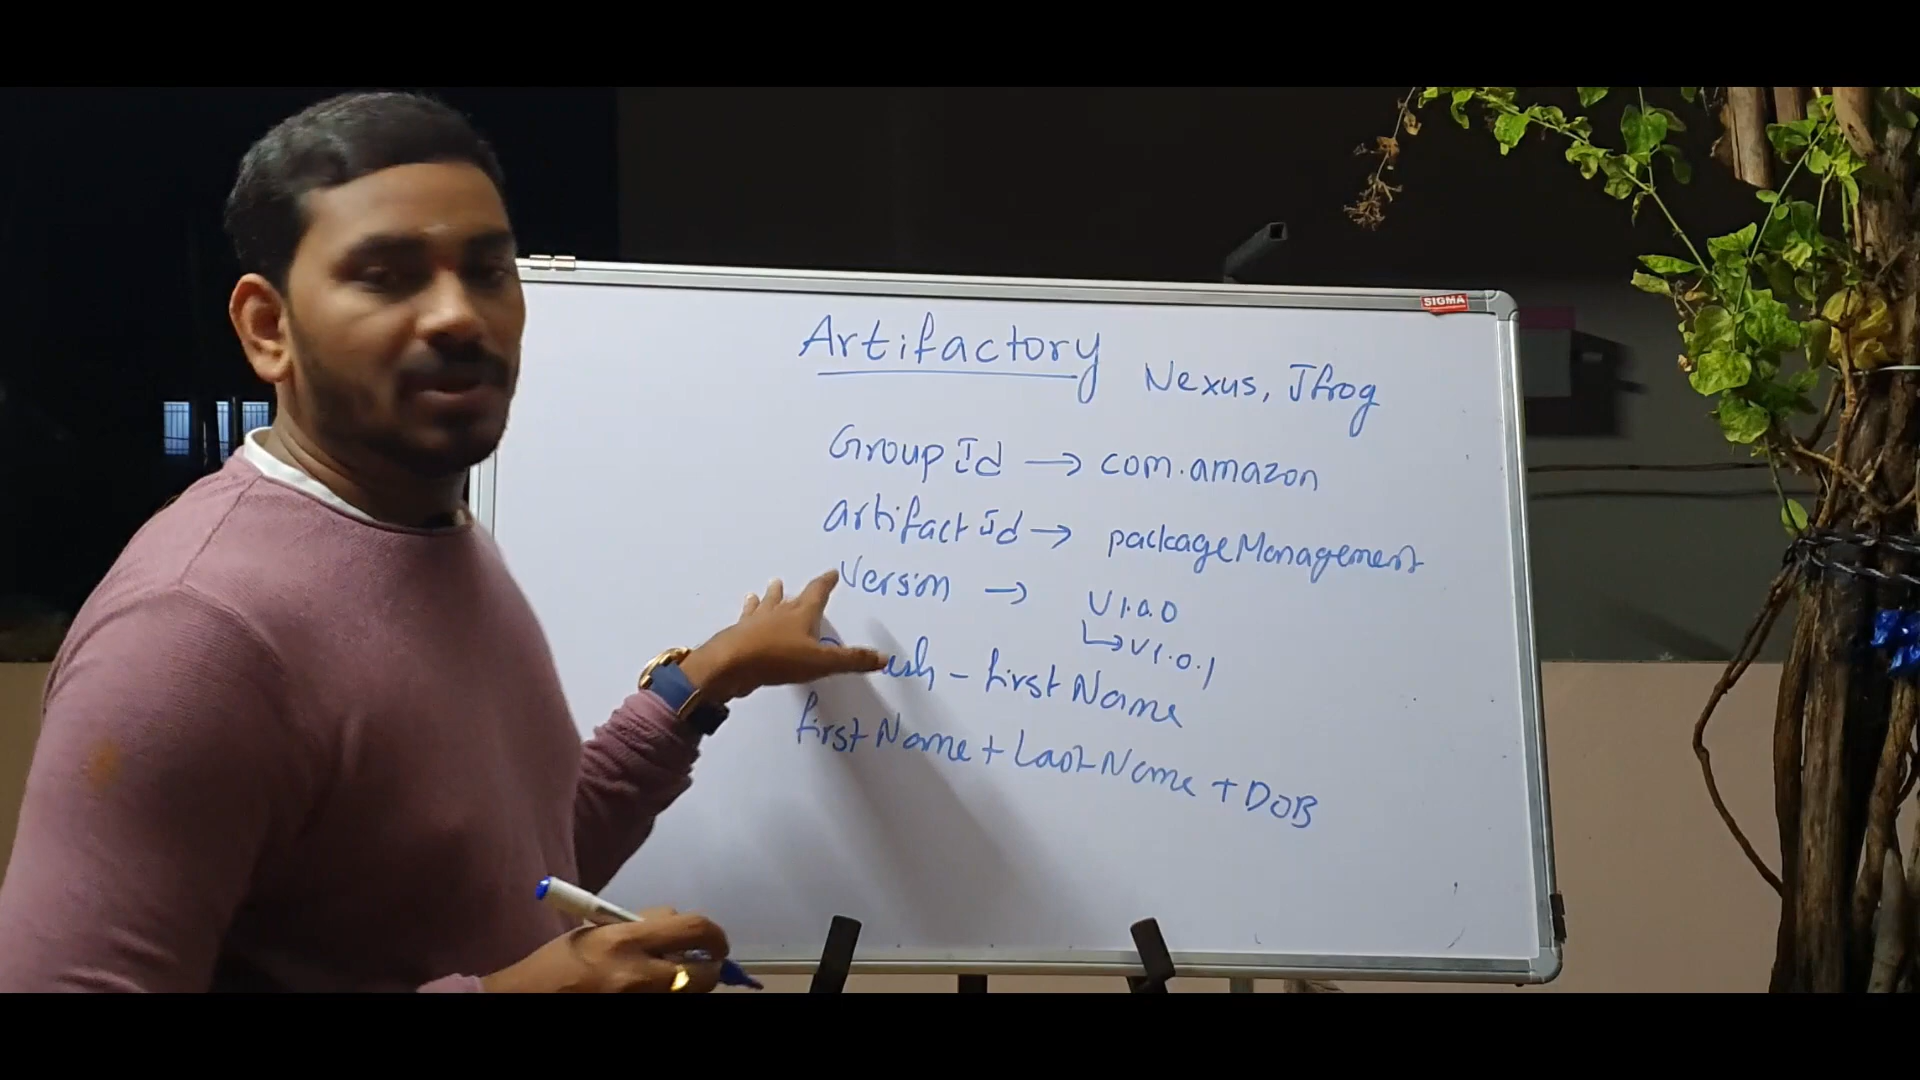 SIGMA
Artifactory
Nexus, Jfrog
Group Id → com.amazon
artifact Id → packageManagement
Version → V1.0.0
↳ V1.0.1
- first Name
first Name + Last Name + DOB